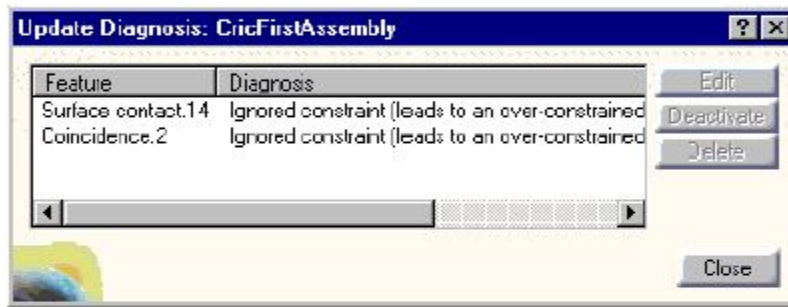 Update Diagnosis: CricFirstAssembly
? ×
Feature Diagnosis
Surface contact.14 Ignored constraint (leads to an over-constrained
Coincidence.2 Ignored constraint (leads to an over-constrained
Edit
Deactivate
Delete
Close